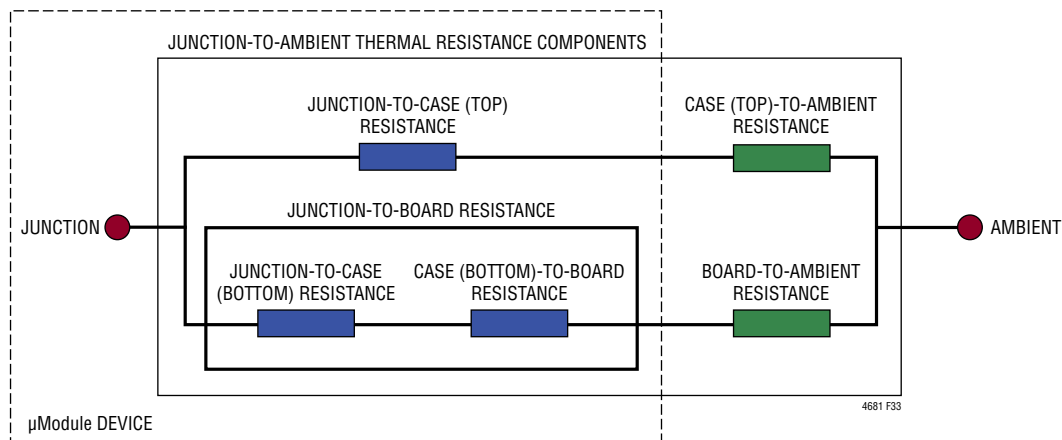 JUNCTION-TO-AMBIENT THERMAL RESISTANCE COMPONENTS
JUNCTION-TO-CASE (TOP)
RESISTANCE
CASE (TOP)-TO-AMBIENT
RESISTANCE
JUNCTION-TO-BOARD RESISTANCE
JUNCTION
AMBIENT
JUNCTION-TO-CASE
(BOTTOM) RESISTANCE
CASE (BOTTOM)-TO-BOARD
RESISTANCE
BOARD-TO-AMBIENT
RESISTANCE
4681 F33
µModule DEVICE